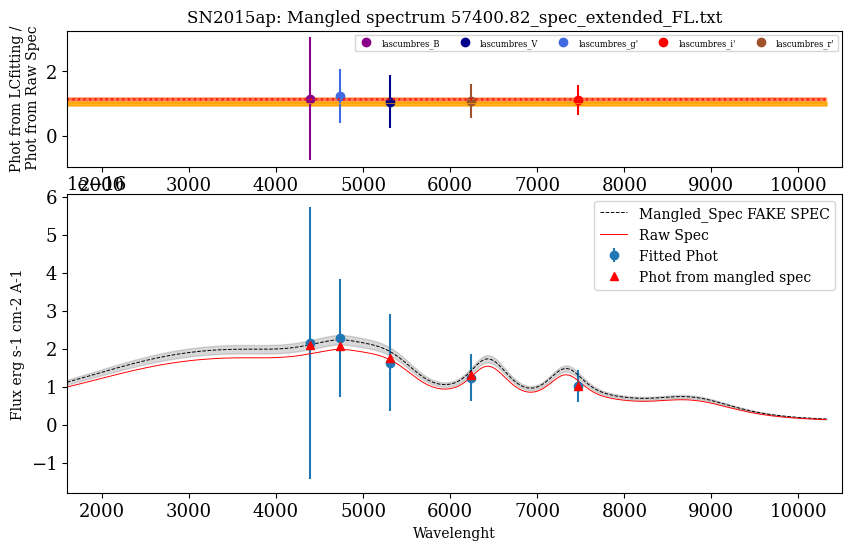 SN2015ap: Mangled spectrum 57400.82_spec_extended_FL.txt
Phot from LCfitting /
Phot from Raw Spec
lascumbres_B lascumbres_V lascumbres_g' lascumbres_i' lascumbres_r'
2
0
2000 3000 4000 5000 6000 7000 8000 9000 10000
1e−16
Mangled_Spec FAKE SPEC
Raw Spec
Fitted Phot
Phot from mangled spec
Flux erg s-1 cm-2 A-1
6
5
4
3
2
1
0
−1
2000 3000 4000 5000 6000 7000 8000 9000 10000
Wavelenght